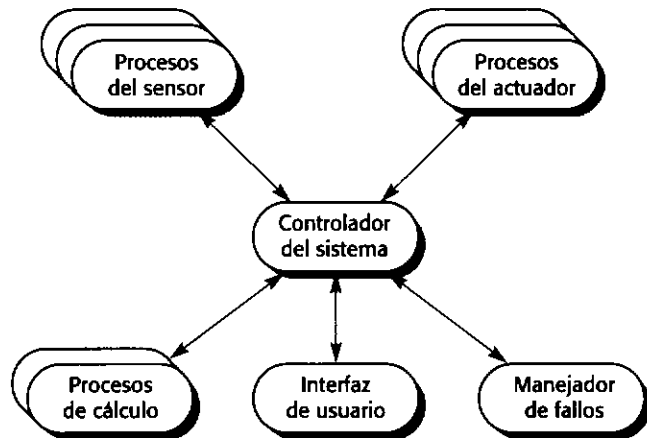 Procesos
del sensor
Procesos
del actuador
Controlador
del sistema
Procesos
de cálculo
Interfaz
de usuario
Manejador
de fallos